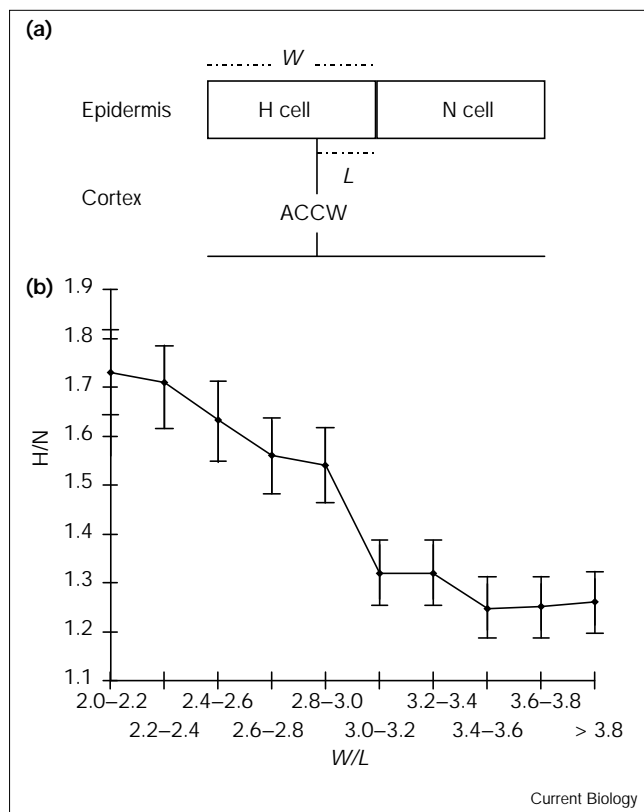 (a)
W
Epidermis H cell N cell
L
Cortex
ACCW
(b)
1.9
1.8
1.7
1.6
1.5
1.4
1.3
1.2
1.1
H/N
2.0–2.2 2.4–2.6 2.8–3.0 3.2–3.4 3.6–3.8
2.2–2.4 2.6–2.8 3.0–3.2 3.4–3.6 > 3.8
W/L
Current Biology